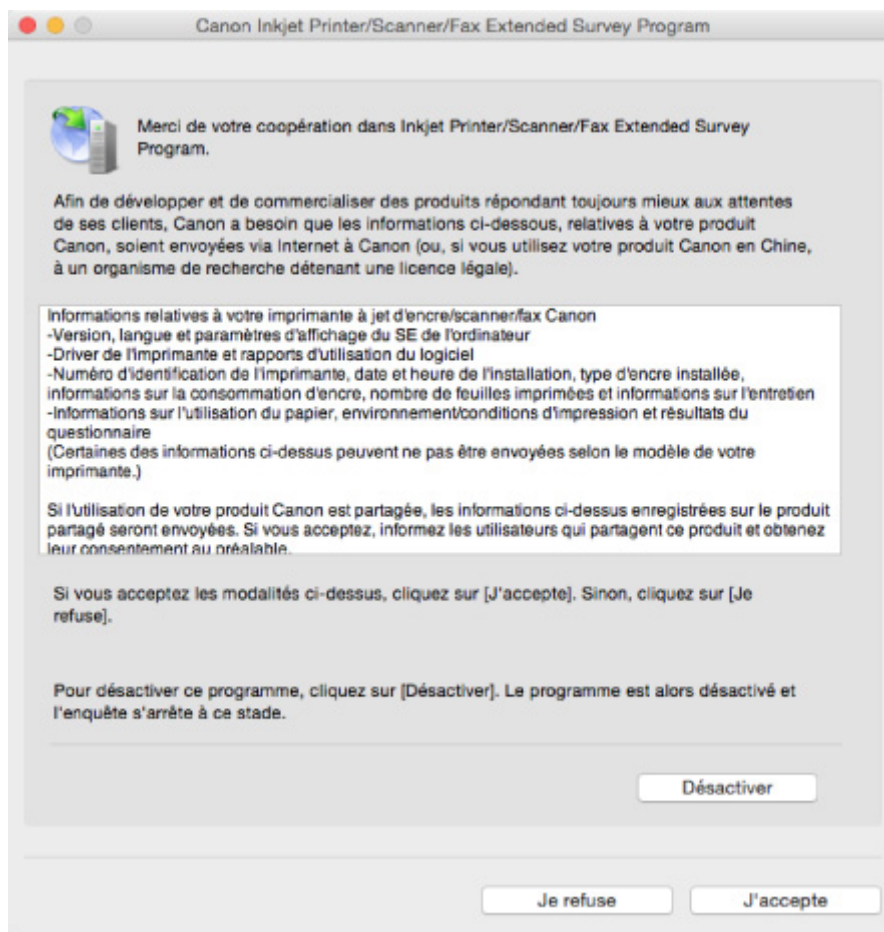 Canon Inkjet Printer/Scanner/Fax Extended Survey Program
Merci de votre coopération dans Inkjet Printer/Scanner/Fax Extended Survey
Program.
Afin de développer et de commercialiser des produits répondant toujours mieux aux attentes
de ses clients, Canon a besoin que les informations ci-dessous, relatives à votre produit
Canon, soient envoyées via Internet à Canon (ou, si vous utilisez votre produit Canon en Chine,
à un organisme de recherche détenant une licence légale).
Informations relatives à votre imprimante à jet d'encre/scanner/fax Canon
-Version, langue et paramètres d'affichage du SE de l'ordinateur
-Driver de l'imprimante et rapports d'utilisation du logiciel
-Numéro d'identification de l'imprimante, date et heure de l'installation, type d'encre installée,
informations sur la consommation d'encre, nombre de feuilles imprimées et informations sur l'entretien
-Informations sur l'utilisation du papier, environnement/conditions d'impression et résultats du
questionnaire
(Certaines des informations ci-dessus peuvent ne pas être envoyées selon le modèle de votre
imprimante.)
Si l'utilisation de votre produit Canon est partagée, les informations ci-dessus enregistrées sur le produit
partagé seront envoyées. Si vous acceptez, informez les utilisateurs qui partagent ce produit et obtenez
leur consentement au préalable.
Si vous acceptez les modalités ci-dessus, cliquez sur [J'accepte]. Sinon, cliquez sur [Je
refuse].
Pour désactiver ce programme, cliquez sur [Désactiver]. Le programme est alors désactivé et
l'enquête s'arrête à ce stade.
Désactiver
Je refuse
J'accepte